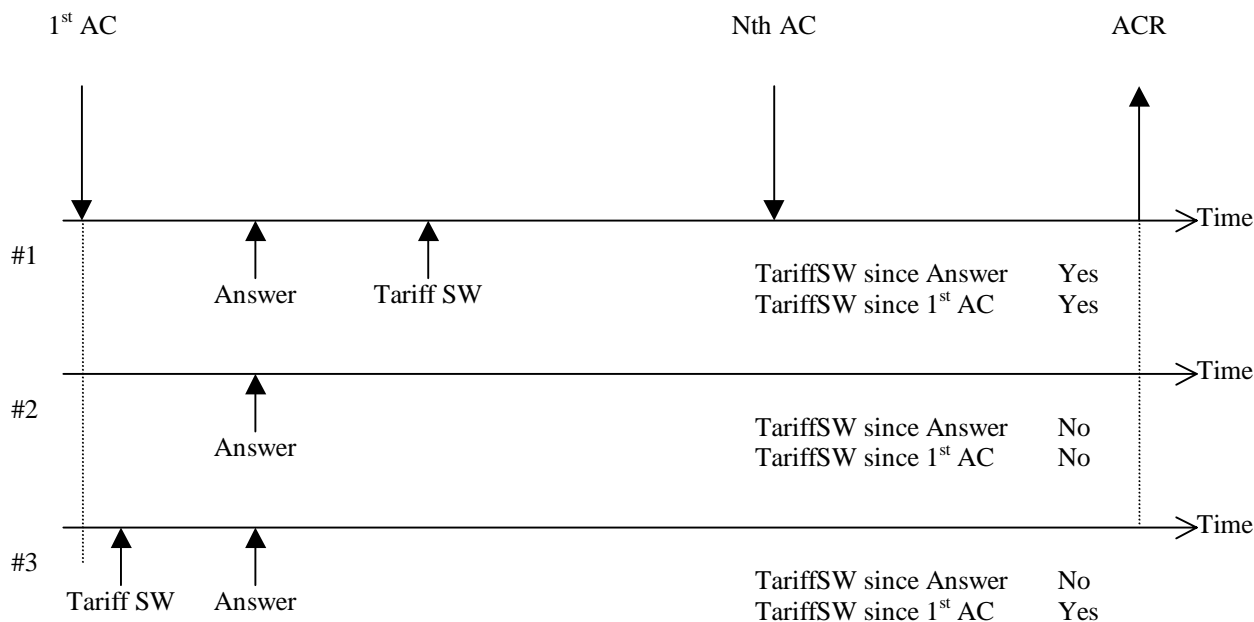 1st AC Nth AC ACR
Time
#1
Answer Tariff SW
TariffSW since Answer Yes
TariffSW since 1st AC Yes
Time
#2
Answer
TariffSW since Answer No
TariffSW since 1st AC No
Time
#3
Tariff SW Answer
TariffSW since Answer No
TariffSW since 1st AC Yes